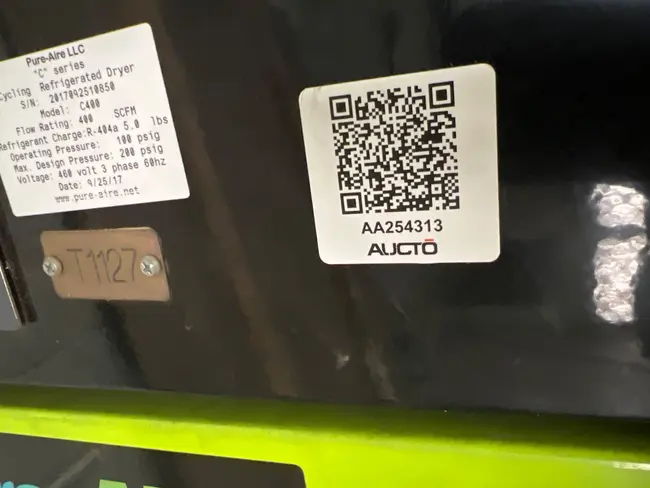 Pure-Aire LLC
"C" series
Cycling Refrigerated Dryer
S/N: 2017092510850
Model: C400
Flow Rating: 400 SCFM
Refrigerant Charge:R-404a 5.0 lbs
Operating Pressure: 100 psig
Max. Design Pressure: 200 psig
Voltage: 460 volt 3 phase 60hz
Date: 9/25/17
www.pure-aire.net
T1127
AA254313
AUCTŌ